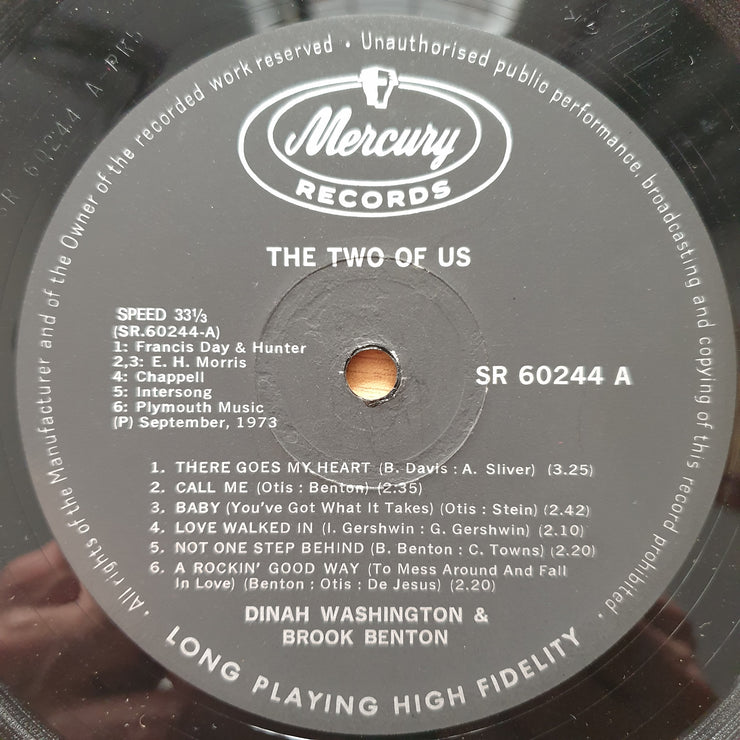 All rights of the Manufacturer and of the Owner of the recorded work reserved · Unauthorised public performance, broadcasting and copying of this record prohibited ·
Mercury
RECORDS
THE TWO OF US
SPEED 33⅓
(SR.60244-A)
1: Francis Day & Hunter
2,3: E. H. Morris
4: Chappell
5: Intersong
6: Plymouth Music
(P) September, 1973
SR 60244 A
1. THERE GOES MY HEART (B. Davis : A. Sliver) (3.25)
2. CALL ME (Otis : Benton) (2:35)
3. BABY (You've Got What It Takes) (Otis : Stein) (2.42)
4. LOVE WALKED IN (I. Gershwin : G. Gershwin) (2.10)
5. NOT ONE STEP BEHIND (B. Benton : C. Towns) (2.20)
6. A ROCKIN' GOOD WAY (To Mess Around And Fall
In Love) (Benton : Otis : De Jesus) (2.20)
DINAH WASHINGTON &
BROOK BENTON
LONG PLAYING HIGH FIDELITY
SR 60244 A